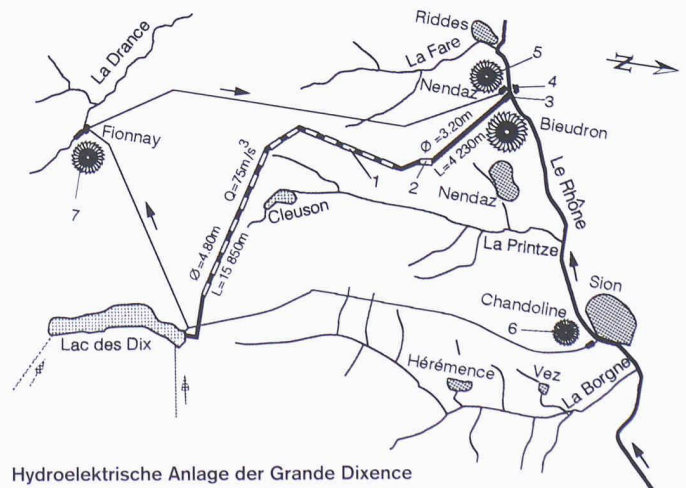 Riddes
La Fare
5
La Drance
Nendaz
4
3
N
Fionnay
7
Ø=3.20m
L=4 230m
Bieudron
Q=75m/s³
1
2
Nendaz
Le Rhône
Cleuson
Ø=4.80m
L=15 850m
La Printze
Sion
Chandoline
6
Lac des Dix
Hérémence
Vez
La Borgne
Hydroelektrische Anlage der Grande Dixence